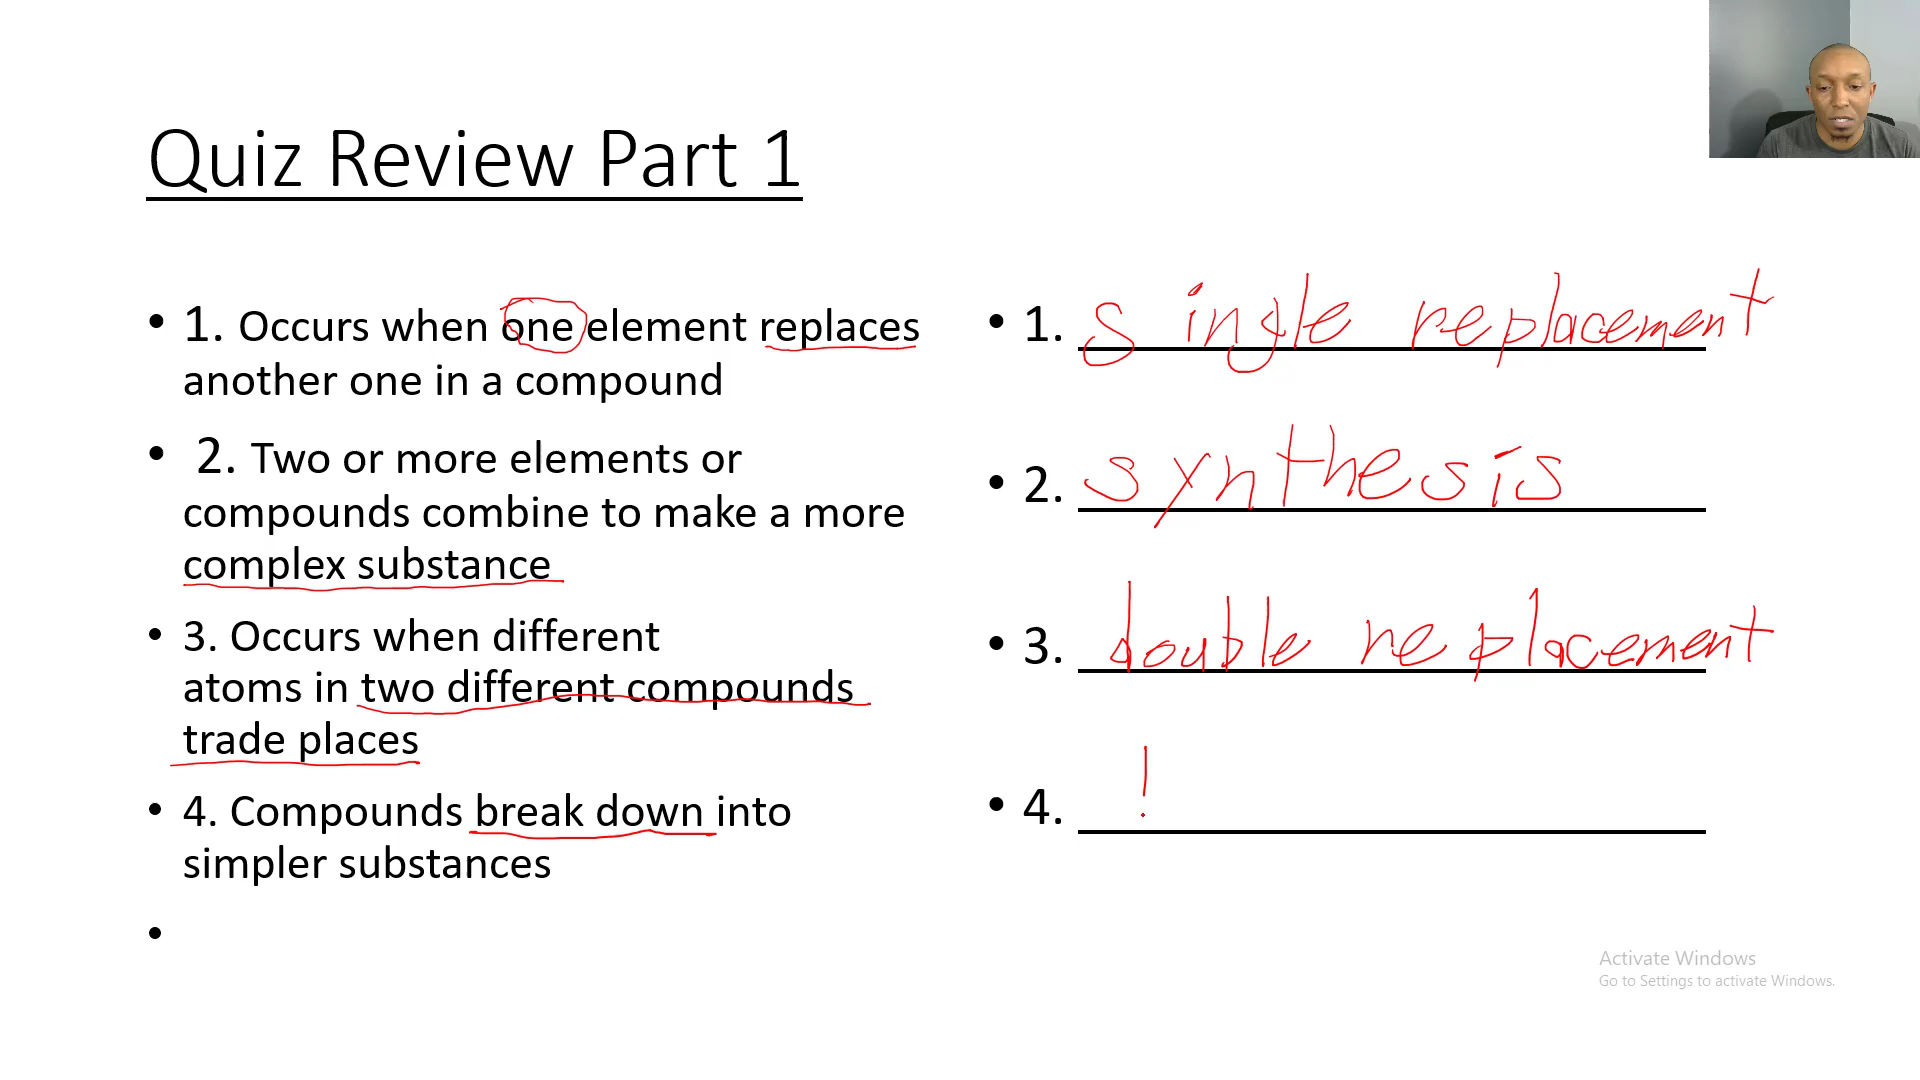 Quiz Review Part 1
• 1. Occurs when one element replaces
another one in a compound
• 2. Two or more elements or
compounds combine to make a more
complex substance
• 3. Occurs when different
atoms in two different compounds
trade places
• 4. Compounds break down into
simpler substances
•
• 1. single replacement
• 2. synthesis
• 3. double replacement
• 4. !
Activate Windows
Go to Settings to activate Windows.